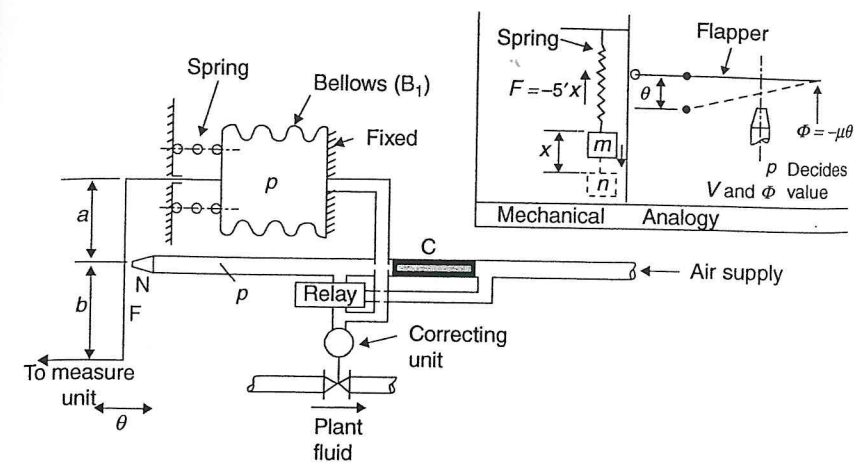 Spring
Bellows (B₁)
Fixed
p
a
b
N
F
p
C
Relay
Air supply
Correcting
unit
To measure
unit
θ
Plant
fluid
Spring
F = –5′x
x
m
n
Flapper
θ
Φ = –μθ
p Decides
V and Φ value
Mechanical Analogy